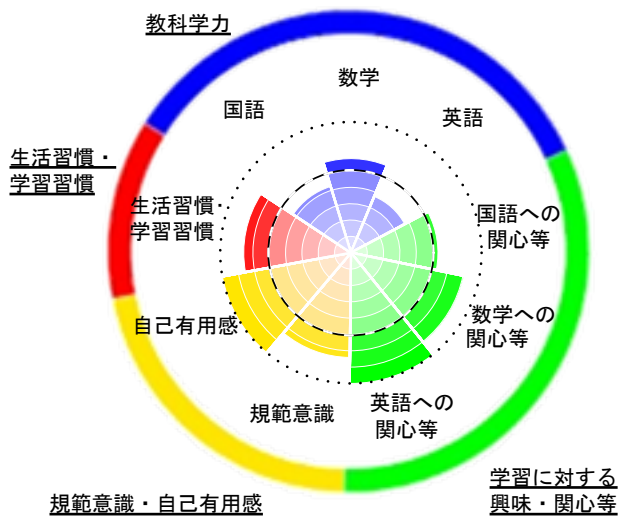 教科学力
数学
国語
英語
生活習慣・
学習習慣
生活習慣・
学習習慣
国語への
関心等
自己有用感
数学への
関心等
規範意識
英語への
関心等
規範意識・自己有用感
学習に対する
興味・関心等